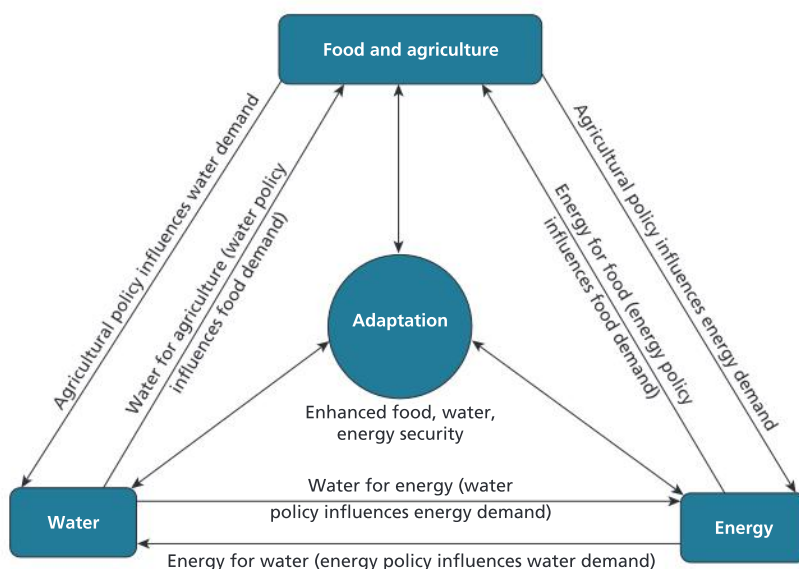 Food and agriculture
Agricultural policy influences water demand
Water for agriculture (water policy
influences food demand)
Energy for food (energy policy
influences food demand)
Agricultural policy influences energy demand
Adaptation
Enhanced food, water,
energy security
Water
Water for energy (water
policy influences energy demand)
Energy
Energy for water (energy policy influences water demand)